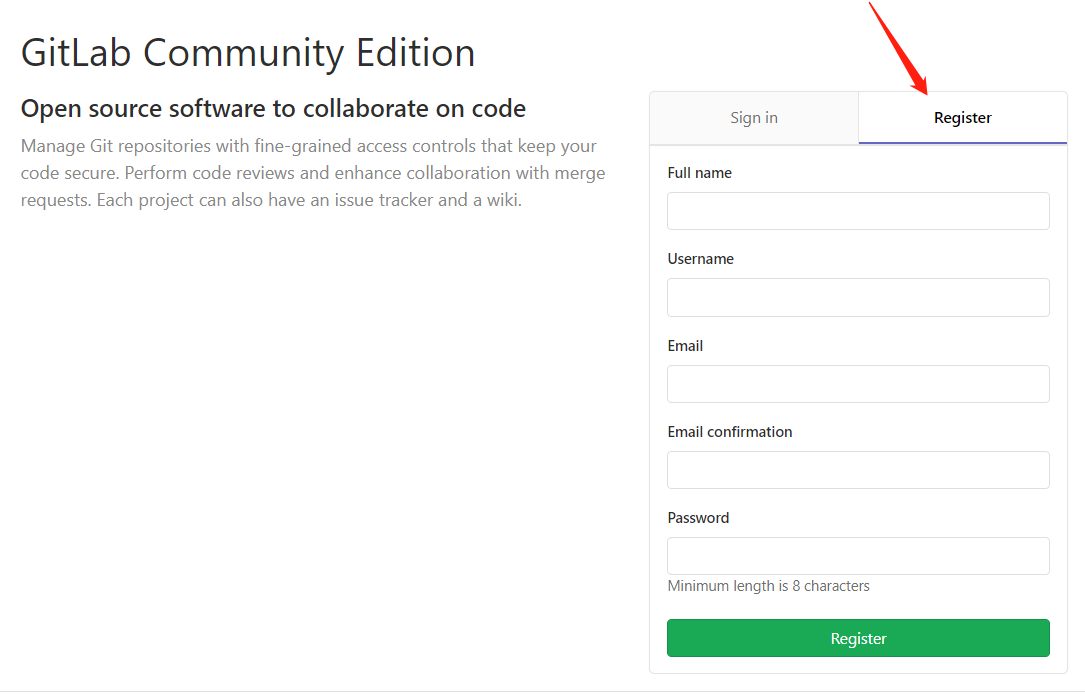 GitLab Community Edition
Open source software to collaborate on code
Manage Git repositories with fine-grained access controls that keep your
code secure. Perform code reviews and enhance collaboration with merge
requests. Each project can also have an issue tracker and a wiki.
Sign in
Register
Full name
Username
Email
Email confirmation
Password
Minimum length is 8 characters
Register